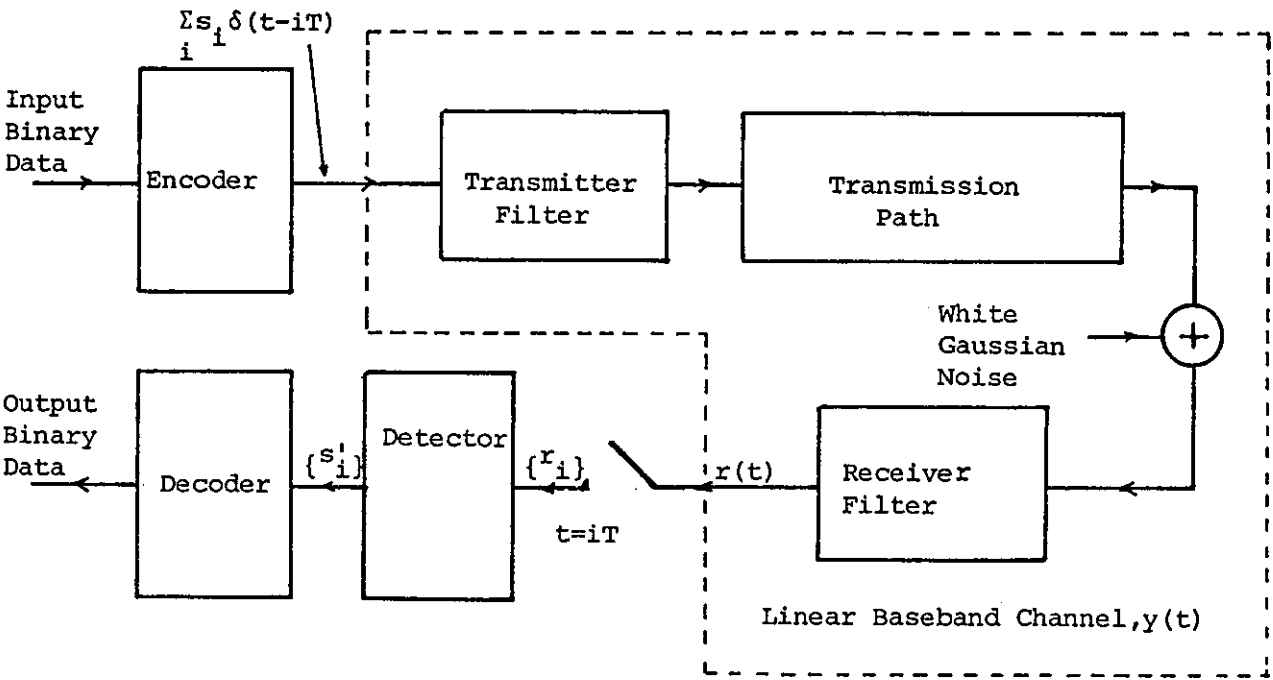 Σs_i δ(t-iT)
i
Input
Binary
Data
Encoder
Transmitter
Filter
Transmission
Path
White
Gaussian
Noise
+
Output
Binary
Data
Decoder
{s'_i}
Detector
{r_i}
t=iT
r(t)
Receiver
Filter
Linear Baseband Channel,y(t)